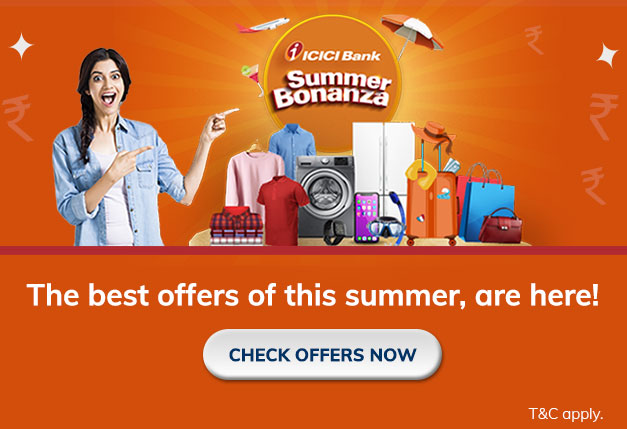 ICICI Bank
Summer
Bonanza
The best offers of this summer, are here!
CHECK OFFERS NOW
T&C apply.